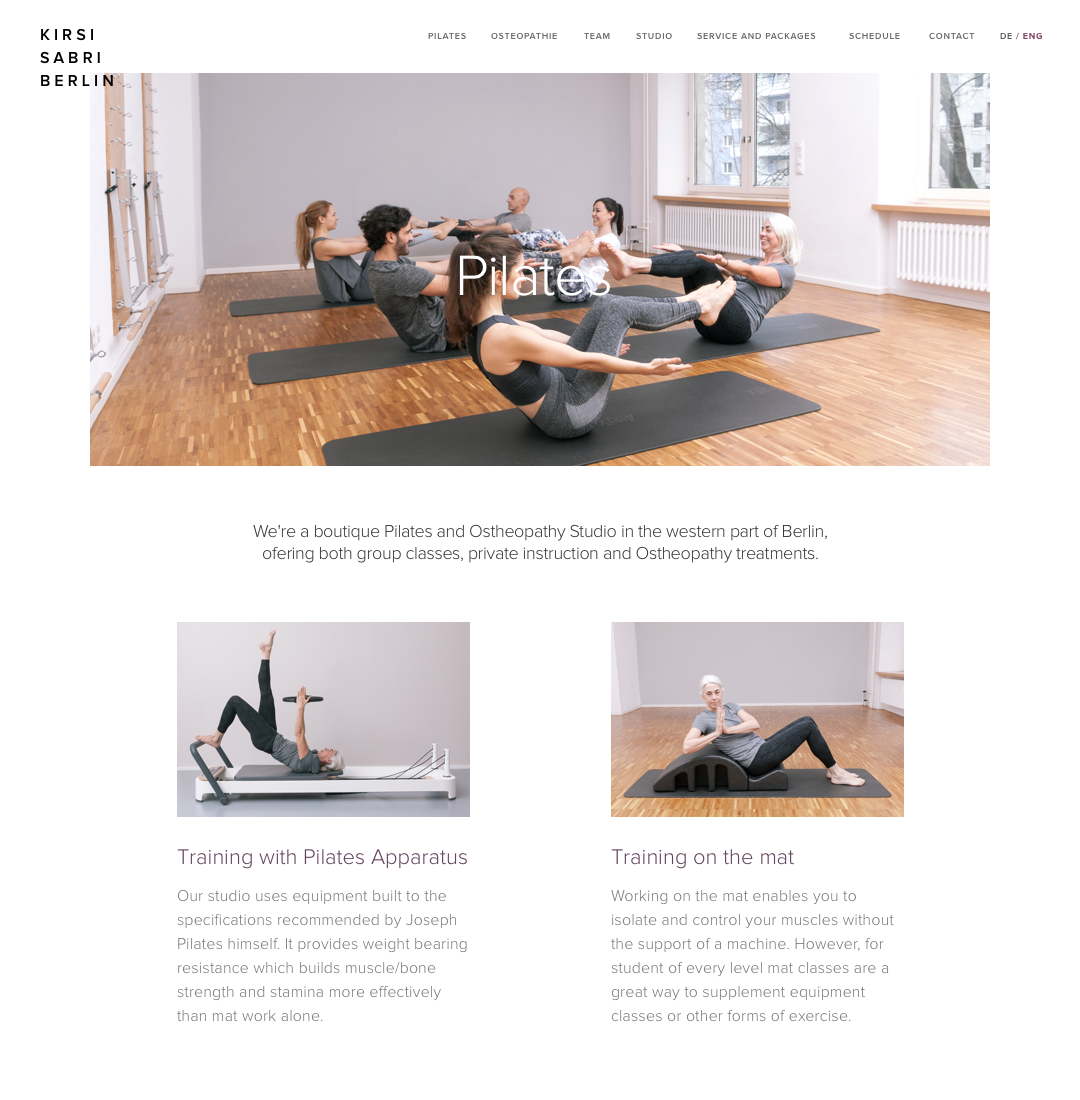 KIRSI
SABRI
BERLIN
PILATES OSTEOPATHIE TEAM STUDIO SERVICE AND PACKAGES SCHEDULE CONTACT DE / ENG
Pilates
We're a boutique Pilates and Ostheopathy Studio in the western part of Berlin,
ofering both group classes, private instruction and Ostheopathy treatments.
Training with Pilates Apparatus
Our studio uses equipment built to the
specifications recommended by Joseph
Pilates himself. It provides weight bearing
resistance which builds muscle/bone
strength and stamina more effectively
than mat work alone.
Training on the mat
Working on the mat enables you to
isolate and control your muscles without
the support of a machine. However, for
student of every level mat classes are a
great way to supplement equipment
classes or other forms of exercise.